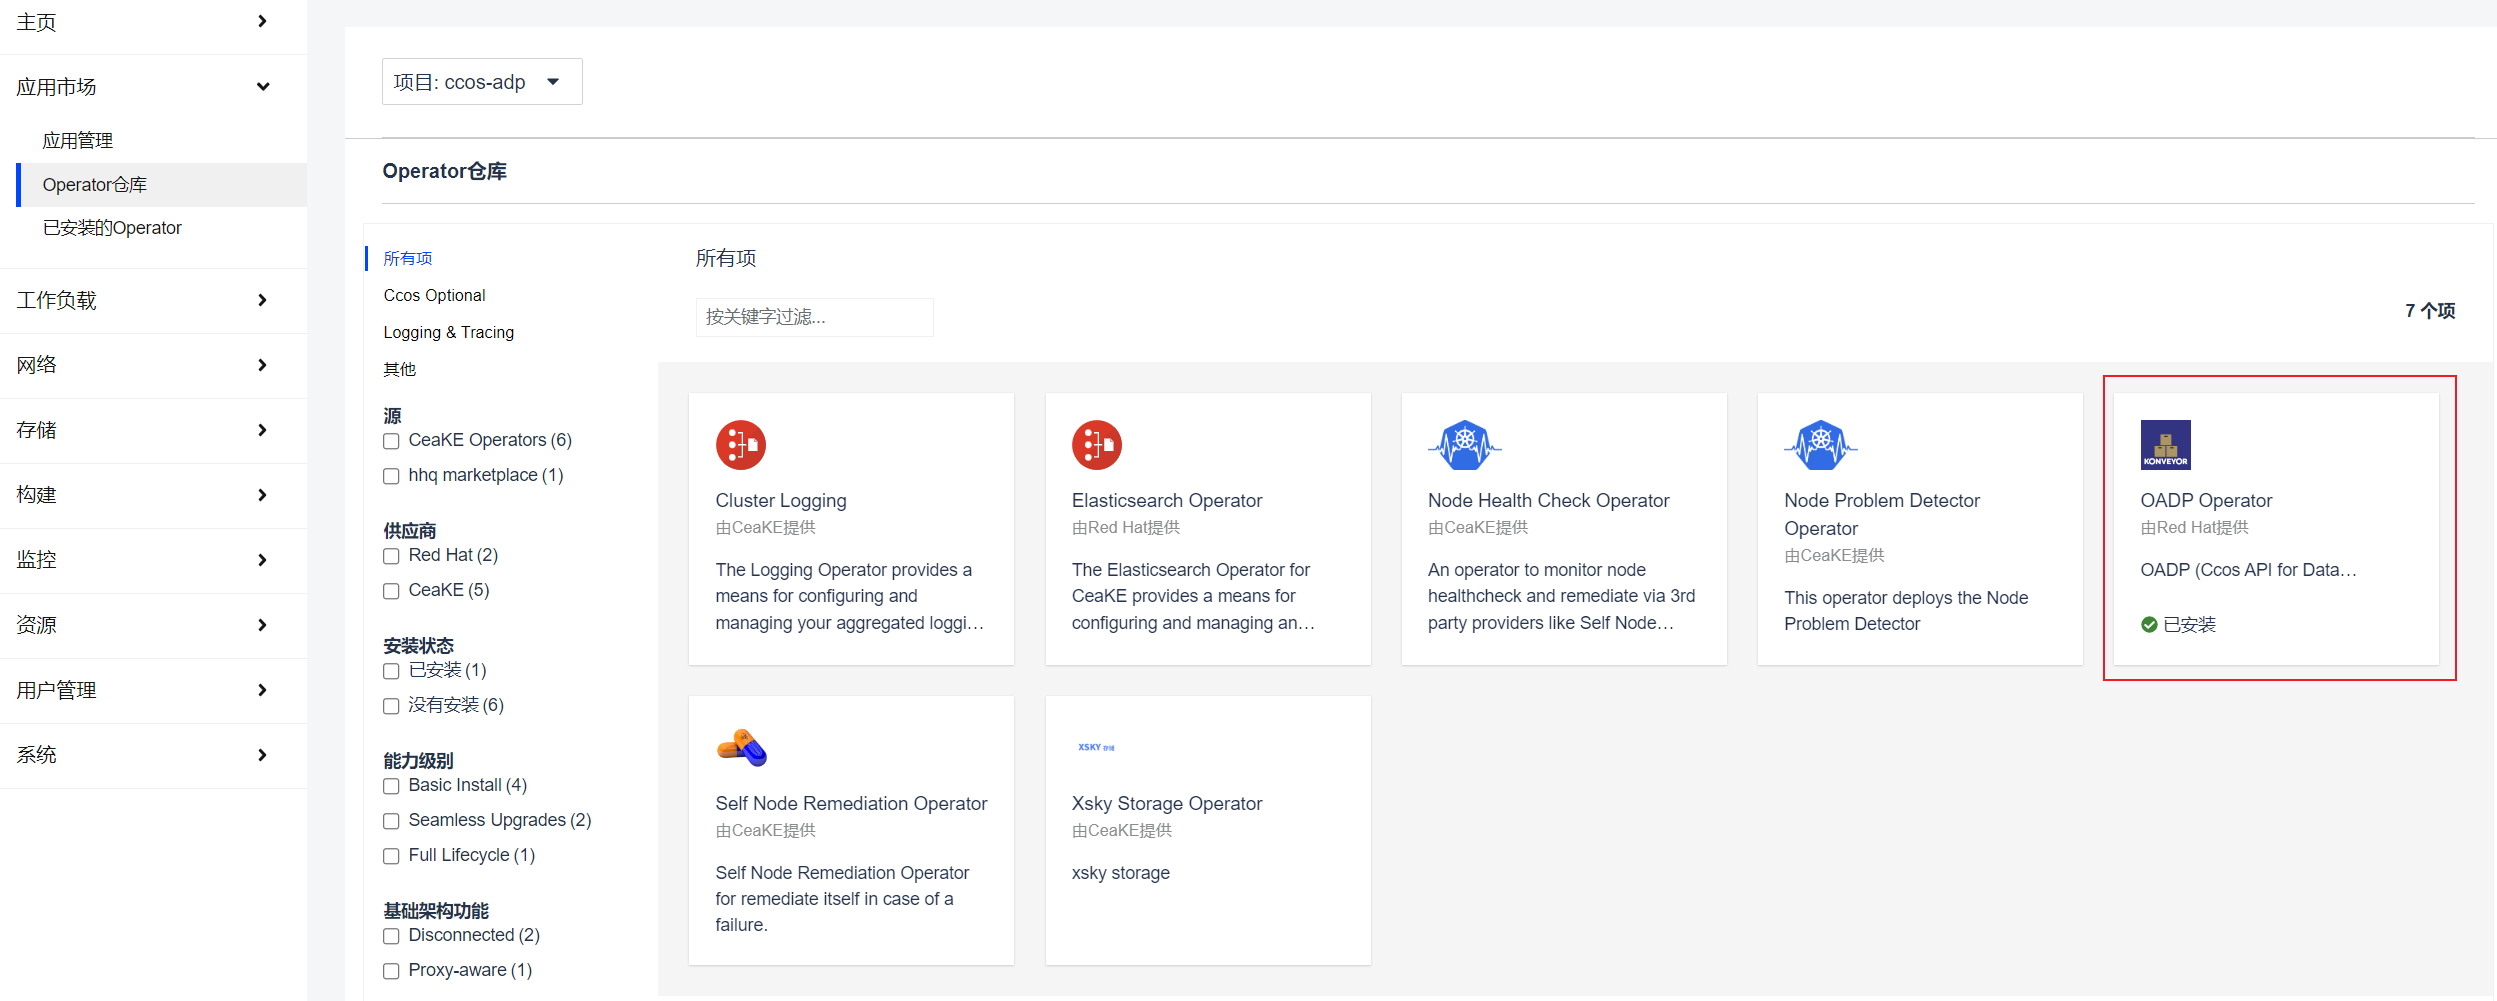 主页
应用市场
应用管理
Operator仓库
已安装的Operator
工作负载
网络
存储
构建
监控
资源
用户管理
系统
项目: ccos-adp
Operator仓库
所有项
Ccos Optional
Logging & Tracing
其他
源
CeaKE Operators (6)
hhq marketplace (1)
供应商
Red Hat (2)
CeaKE (5)
安装状态
已安装 (1)
没有安装 (6)
能力级别
Basic Install (4)
Seamless Upgrades (2)
Full Lifecycle (1)
基础架构功能
Disconnected (2)
Proxy-aware (1)
所有项
按关键字过滤...
7 个项
Cluster Logging
由CeaKE提供
The Logging Operator provides a
means for configuring and
managing your aggregated loggi…
Elasticsearch Operator
由Red Hat提供
The Elasticsearch Operator for
CeaKE provides a means for
configuring and managing an…
Node Health Check Operator
由CeaKE提供
An operator to monitor node
healthcheck and remediate via 3rd
party providers like Self Node…
Node Problem Detector
Operator
由CeaKE提供
This operator deploys the Node
Problem Detector
KONVEYOR
OADP Operator
由Red Hat提供
OADP (Ccos API for Data…
已安装
Self Node Remediation Operator
由CeaKE提供
Self Node Remediation Operator
for remediate itself in case of a
failure.
XSKY 存储
Xsky Storage Operator
由CeaKE提供
xsky storage